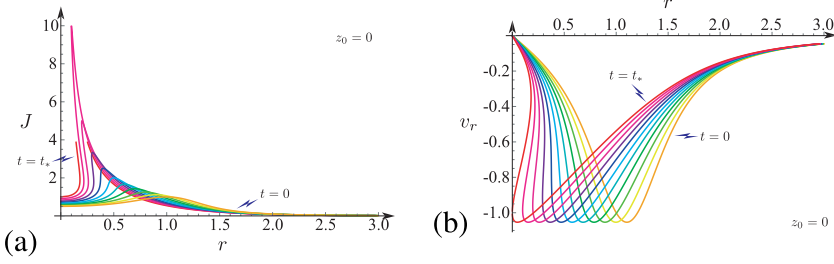 10
8
6
4
2
J
t = t*
z₀ = 0
t = 0
0.5 1.0 1.5 2.0 2.5 3.0
r
(a)
r
0.5 1.0 1.5 2.0 2.5 3.0
-0.2
-0.4
-0.6
-0.8
-1.0
vᵣ
t = t*
t = 0
z₀ = 0
(b)